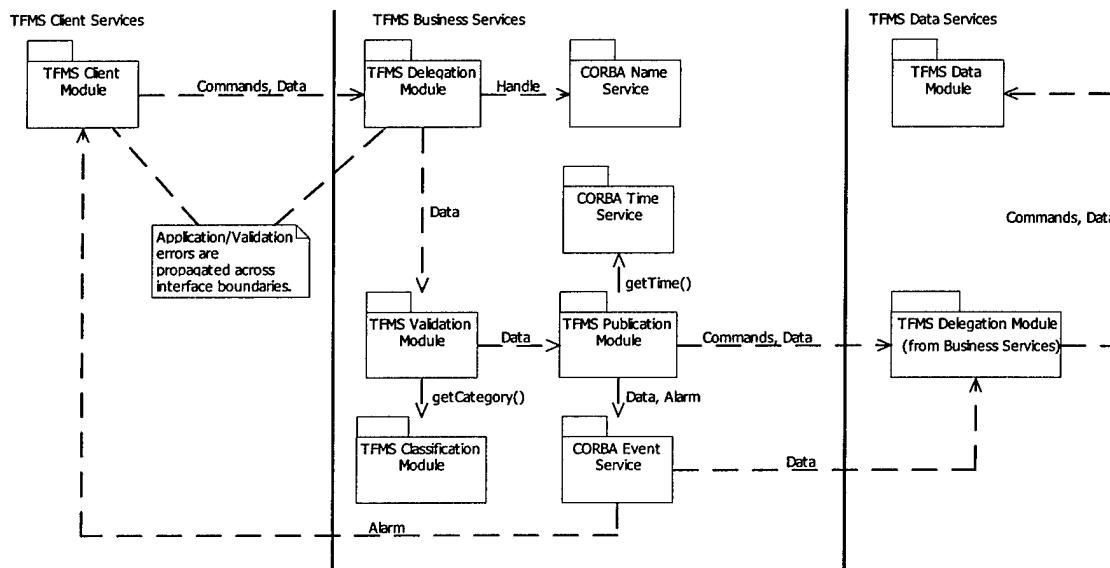 TFMS Client Services
TFMS Business Services
TFMS Data Services
TFMS Client
Module
Commands, Data
TFMS Delegation
Module
Handle
CORBA Name
Service
TFMS Data
Module
CORBA Time
Service
Data
Commands, Data
Application/Validation
errors are
propagated across
interface boundaries.
getTime()
TFMS Validation
Module
Data
TFMS Publication
Module
Commands, Data
TFMS Delegation Module
(from Business Services)
getCategory()
Data, Alarm
TFMS Classification
Module
CORBA Event
Service
Data
Alarm